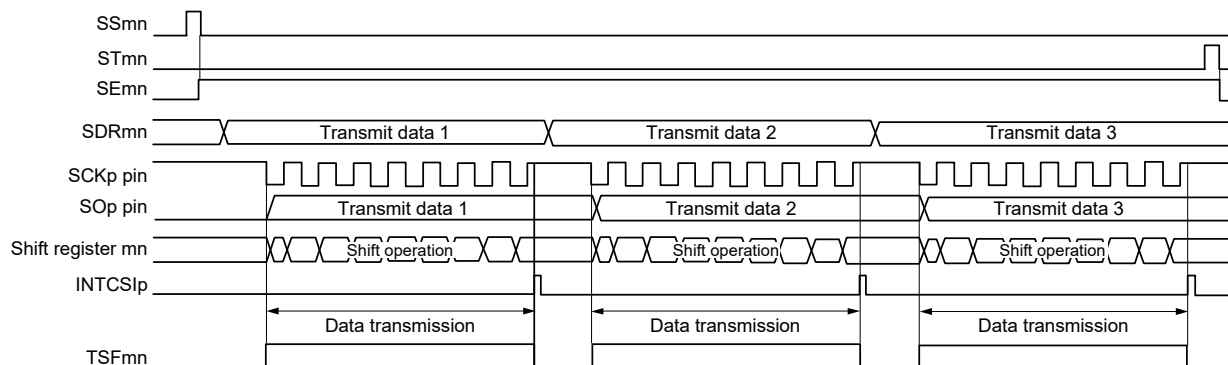 SSmn
STmn
SEmn
SDRmn Transmit data 1 Transmit data 2 Transmit data 3
SCKp pin
SOp pin Transmit data 1 Transmit data 2 Transmit data 3
Shift register mn Shift operation Shift operation Shift operation
INTCSIp
Data transmission Data transmission Data transmission
TSFmn